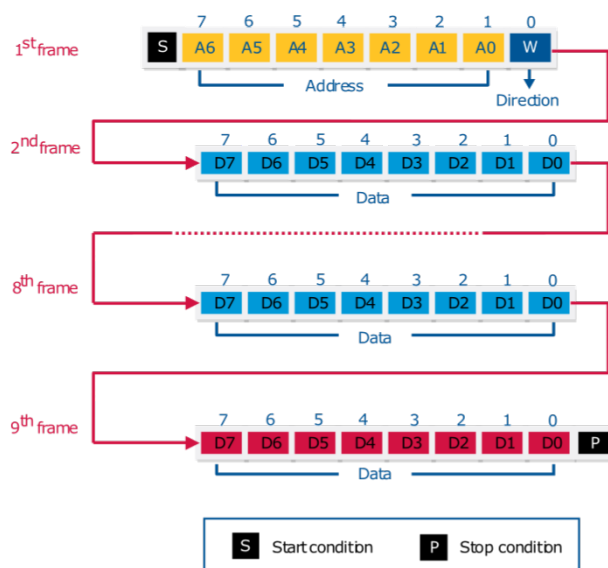 7 6 5 4 3 2 1 0
1st frame S A6 A5 A4 A3 A2 A1 A0 W
Address Direction
2nd frame
7 6 5 4 3 2 1 0
D7 D6 D5 D4 D3 D2 D1 D0
Data
8th frame
7 6 5 4 3 2 1 0
D7 D6 D5 D4 D3 D2 D1 D0
Data
9th frame
7 6 5 4 3 2 1 0
D7 D6 D5 D4 D3 D2 D1 D0 P
Data
S Start condition P Stop condition